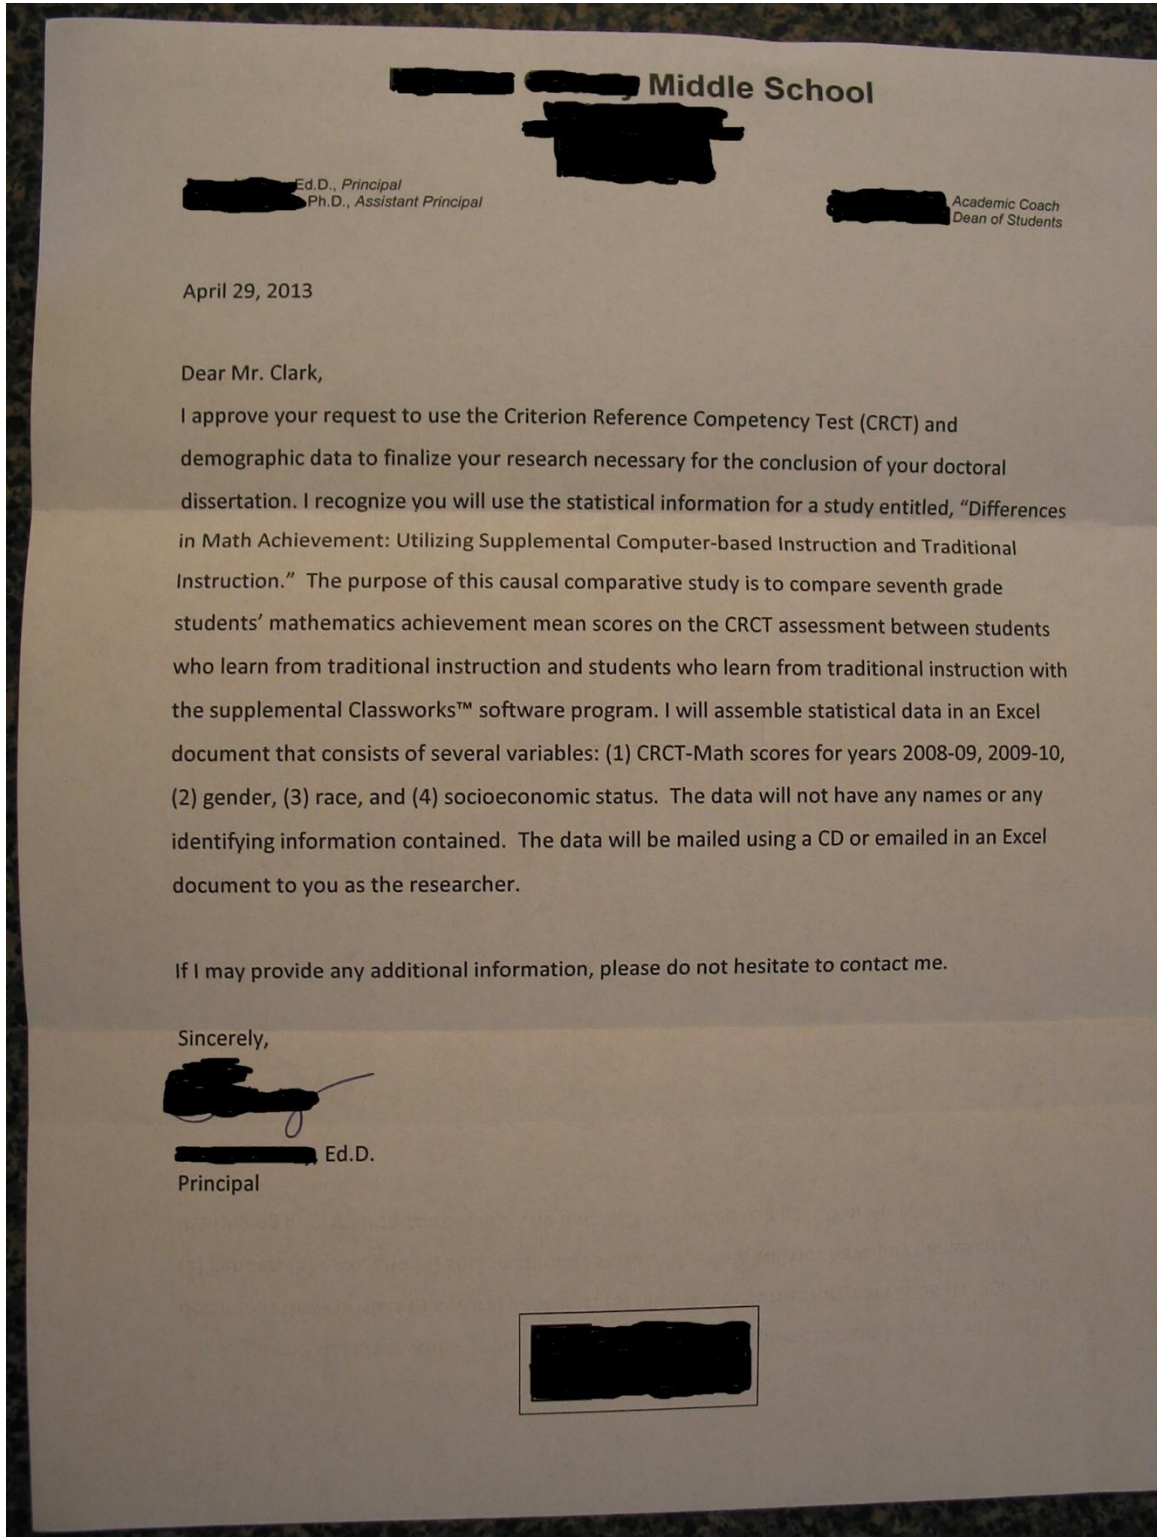 Middle School
Ed.D., Principal
Ph.D., Assistant Principal
Academic Coach
Dean of Students
April 29, 2013
Dear Mr. Clark,
I approve your request to use the Criterion Reference Competency Test (CRCT) and
demographic data to finalize your research necessary for the conclusion of your doctoral
dissertation. I recognize you will use the statistical information for a study entitled, “Differences
in Math Achievement: Utilizing Supplemental Computer-based Instruction and Traditional
Instruction.” The purpose of this causal comparative study is to compare seventh grade
students’ mathematics achievement mean scores on the CRCT assessment between students
who learn from traditional instruction and students who learn from traditional instruction with
the supplemental Classworks™ software program. I will assemble statistical data in an Excel
document that consists of several variables: (1) CRCT-Math scores for years 2008-09, 2009-10,
(2) gender, (3) race, and (4) socioeconomic status. The data will not have any names or any
identifying information contained. The data will be mailed using a CD or emailed in an Excel
document to you as the researcher.
If I may provide any additional information, please do not hesitate to contact me.
Sincerely,
Ed.D.
Principal